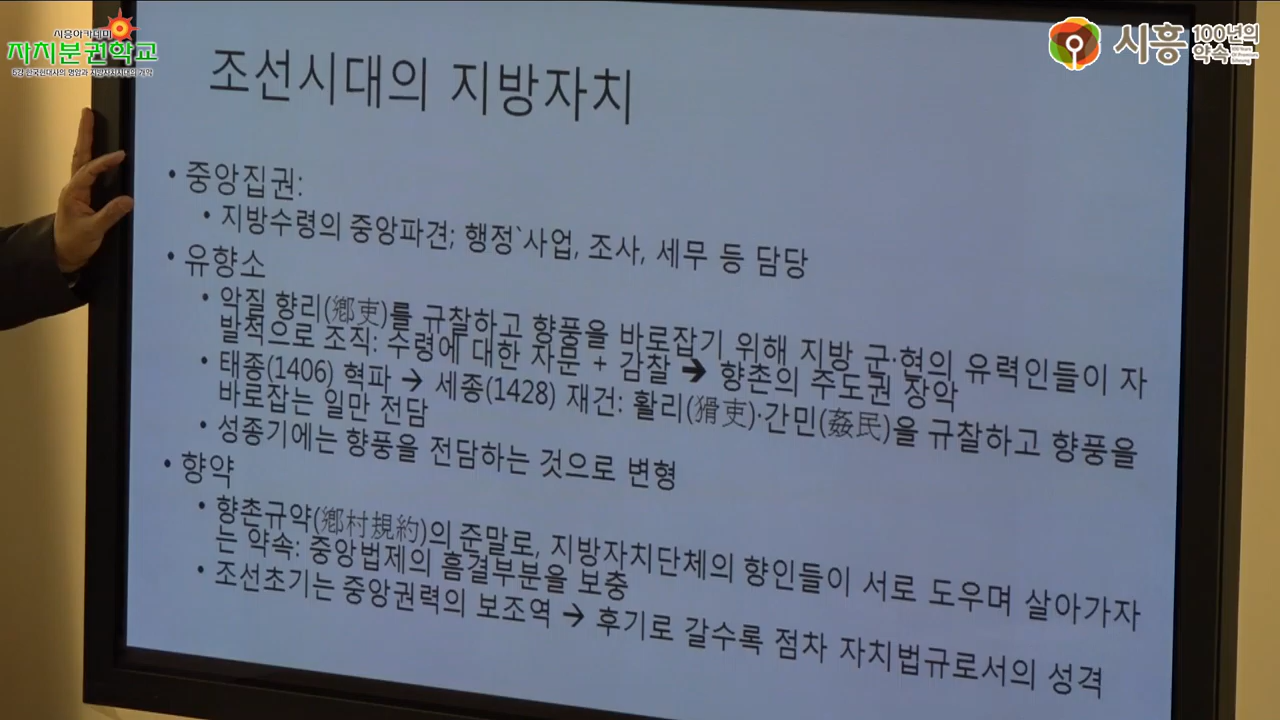 시흥아카데미
자치분권학교
시흥 100년의 약속
조선시대의 지방자치
• 중앙집권:
• 지방수령의 중앙파견; 행정`사업, 조사, 세무 등 담당
• 유향소
• 악질 향리(鄕吏)를 규찰하고 향풍을 바로잡기 위해 지방 군·현의 유력인들이 자
발적으로 조직: 수령에 대한 자문 + 감찰 → 향촌의 주도권 장악
• 태종(1406) 혁파 → 세종(1428) 재건: 활리(猾吏)·간민(姦民)을 규찰하고 향풍을
바로잡는 일만 전담
• 성종기에는 향풍을 전담하는 것으로 변형
• 향약
• 향촌규약(鄕村規約)의 준말로, 지방자치단체의 향인들이 서로 도우며 살아가자
는 약속: 중앙법제의 흠결부분을 보충
• 조선초기는 중앙권력의 보조역 → 후기로 갈수록 점차 자치법규로서의 성격